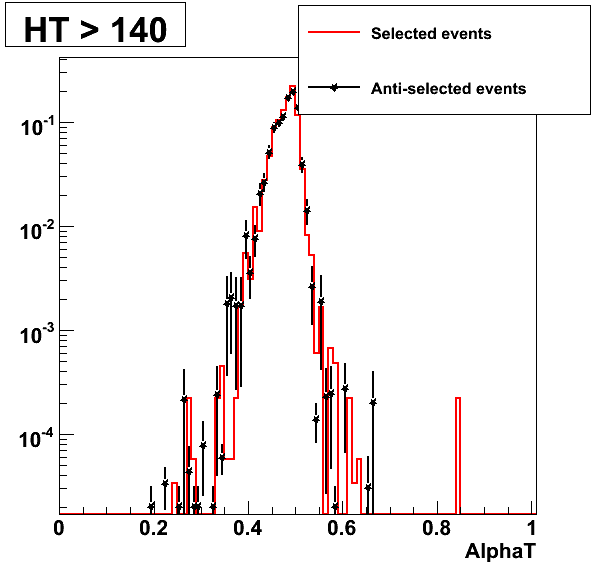 HT > 140
Selected events
Anti-selected events
10-1
10-2
10-3
10-4
0 0.2 0.4 0.6 0.8 1
AlphaT